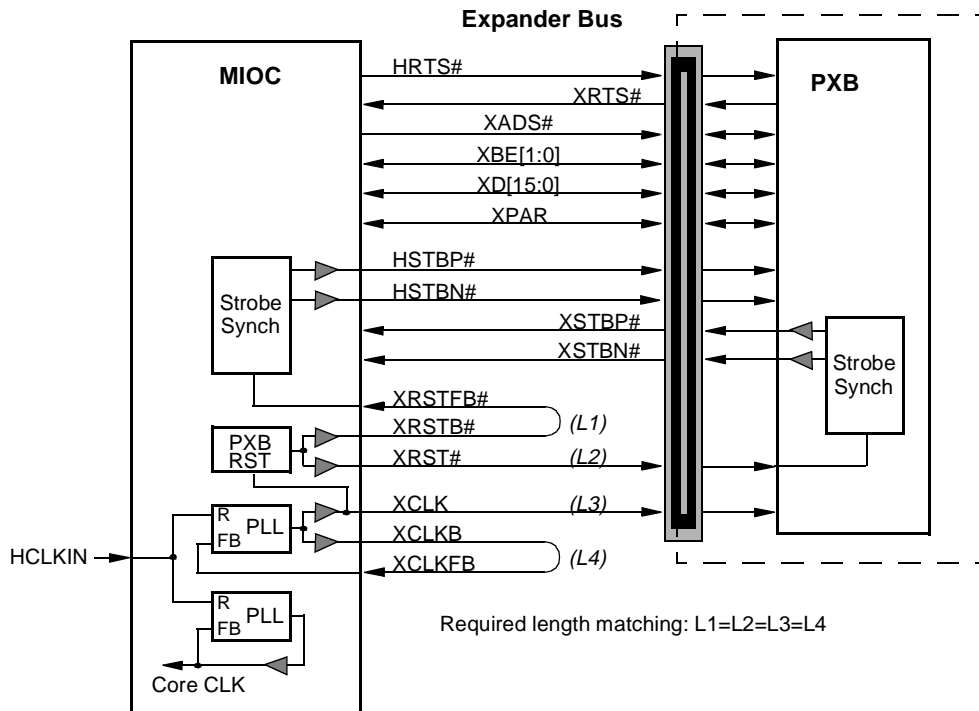 Expander Bus
MIOC
PXB
HRTS#
XRTS#
XADS#
XBE[1:0]
XD[15:0]
XPAR
HSTBP#
HSTBN#
Strobe
Synch
XSTBP#
XSTBN#
Strobe
Synch
XRSTFB#
XRSTB#
(L1)
PXB
RST
XRST#
(L2)
XCLK
(L3)
R
FB
PLL
XCLKB
(L4)
HCLKIN
XCLKFB
R
FB
PLL
Required length matching: L1=L2=L3=L4
Core CLK